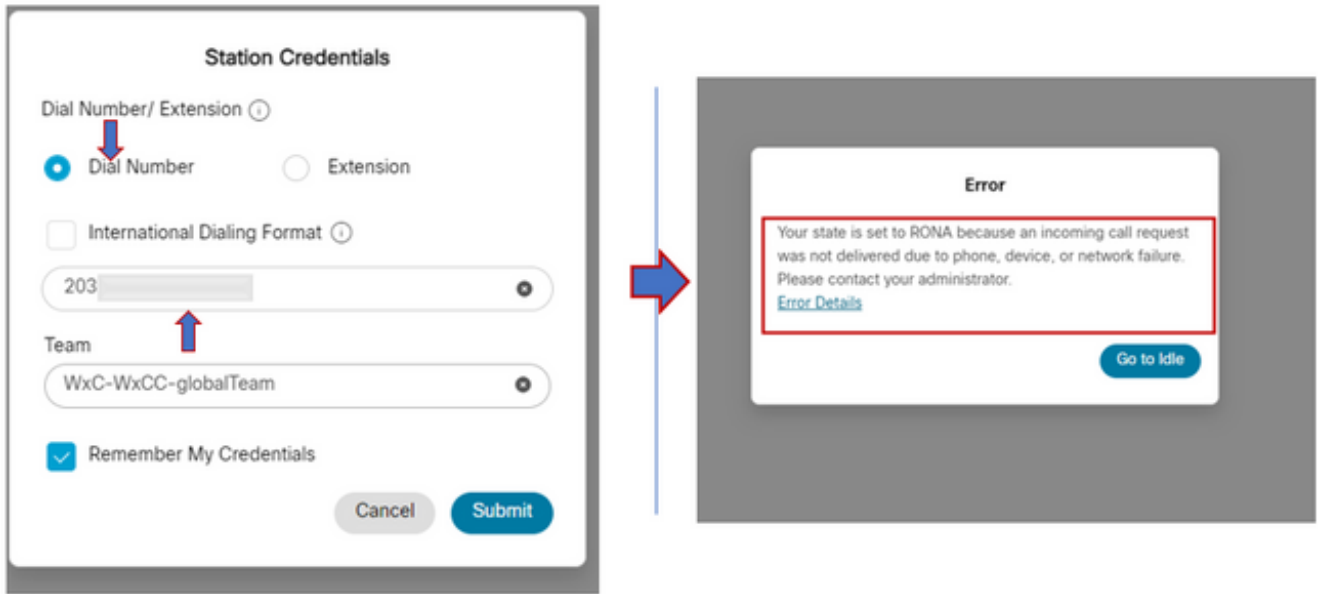 Station Credentials
Dial Number/ Extension
Dial Number
Extension
International Dialing Format
203
Team
WxC-WxCC-globalTeam
Remember My Credentials
Cancel
Submit
Error
Your state is set to RONA because an incoming call request
was not delivered due to phone, device, or network failure.
Please contact your administrator.
Error Details
Go to Idle